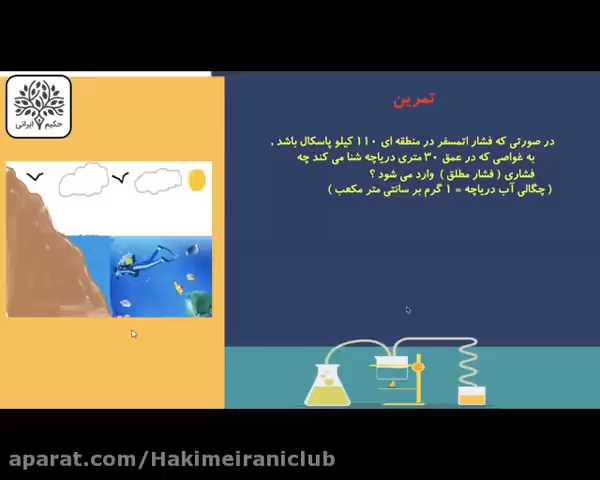 حکیم ایرانی
تمرین
در صورتی که فشار اتمسفر در منطقه ای ۱۱۰ کیلو پاسکال باشد ,
به غواصی که در عمق ۳۰ متری دریاچه شنا می کند چه
فشاری ( فشار مطلق ) وارد می شود ؟
( چگالی آب دریاچه = ۱ گرم بر سانتی متر مکعب )
aparat.com/Hakimeiraniclub